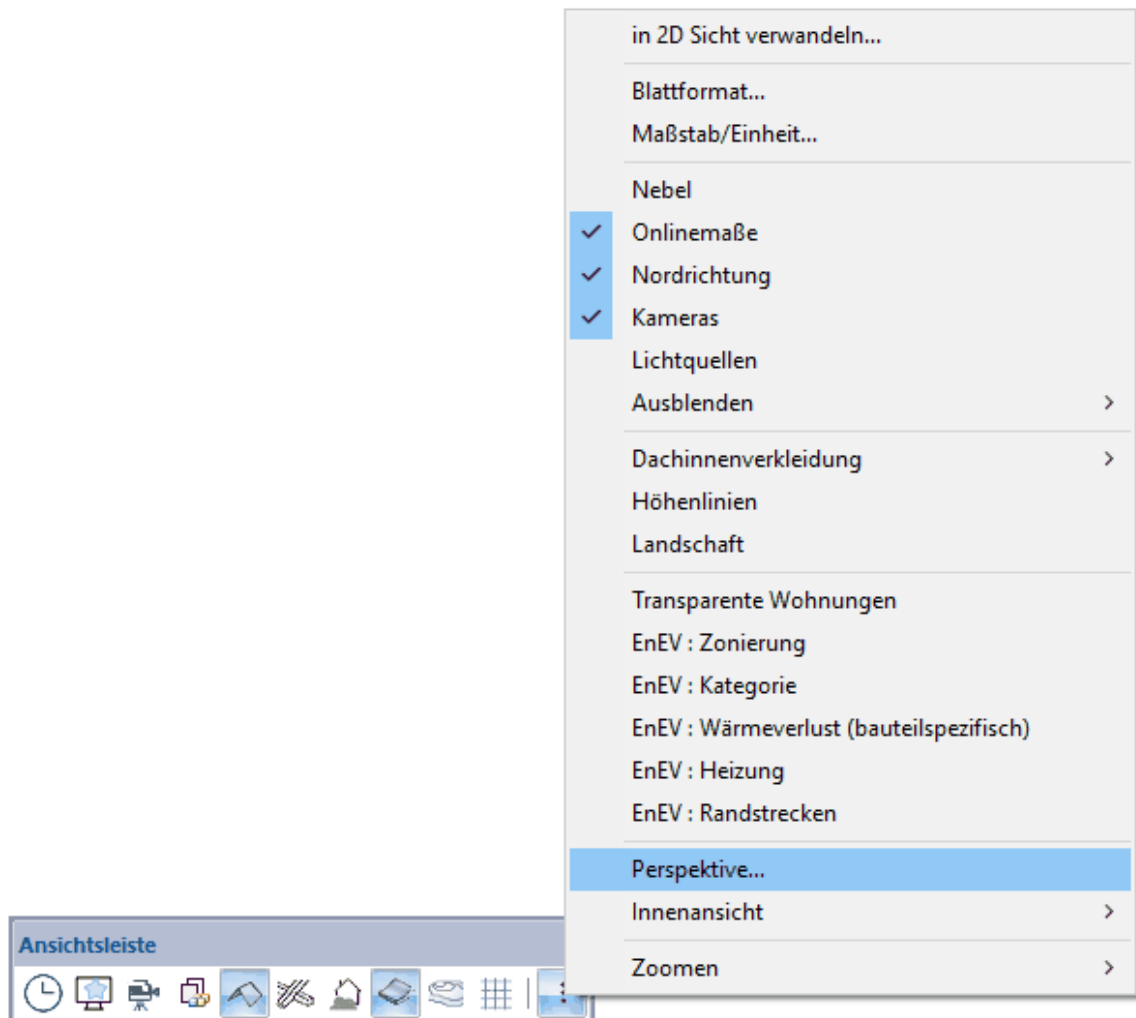 in 2D Sicht verwandeln...
Blattformat...
Maßstab/Einheit...
Nebel
Onlinemaße
Nordrichtung
Kameras
Lichtquellen
Ausblenden
Dachinnenverkleidung
Höhenlinien
Landschaft
Transparente Wohnungen
EnEV : Zonierung
EnEV : Kategorie
EnEV : Wärmeverlust (bauteilspezifisch)
EnEV : Heizung
EnEV : Randstrecken
Perspektive...
Innenansicht
Zoomen
Ansichtsleiste